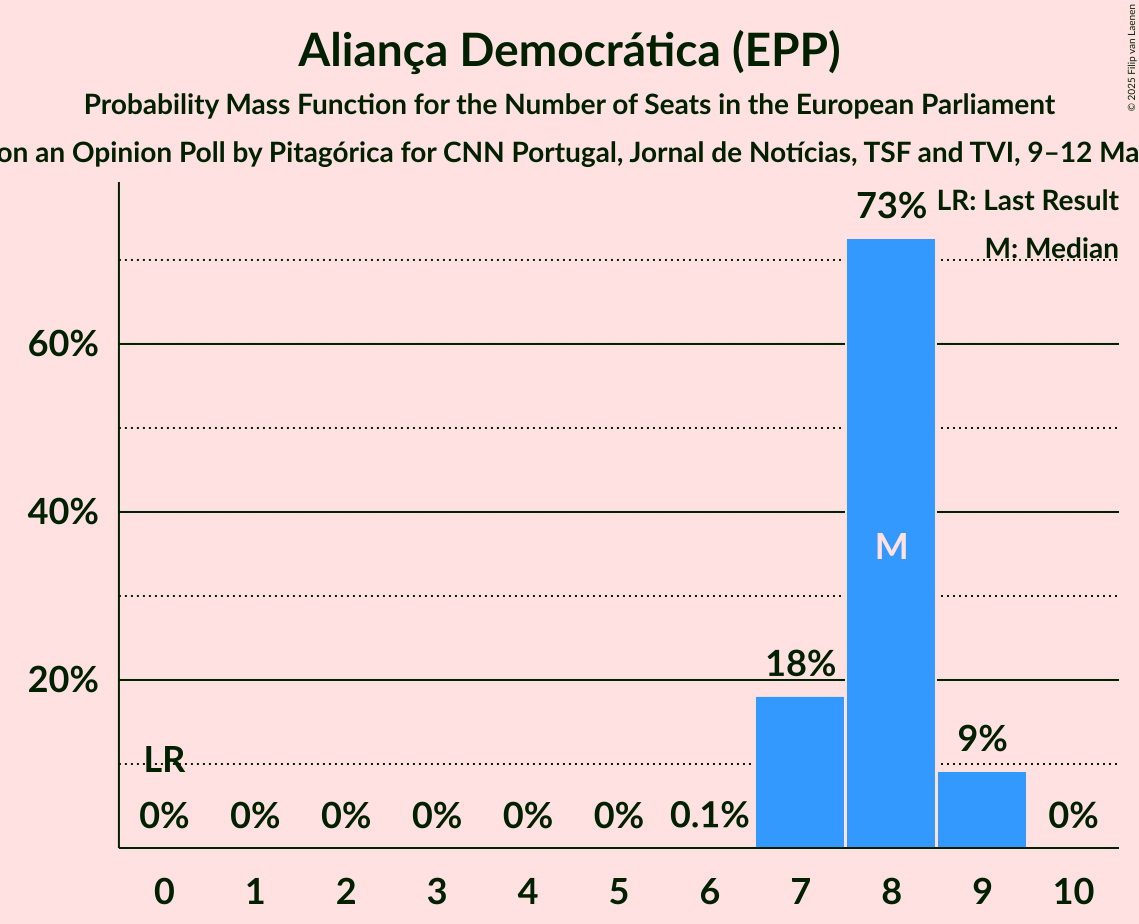 Aliança Democrática (EPP)
Probability Mass Function for the Number of Seats in the European Parliament
on an Opinion Poll by Pitagórica for CNN Portugal, Jornal de Notícias, TSF and TVI, 9–12 Ma
© 2025 Filip van Laenen
73% LR: Last Result
M: Median
60%
40%
M
20%
18%
9%
LR
0% 0% 0% 0% 0% 0% 0.1% 0%
0 1 2 3 4 5 6 7 8 9 10